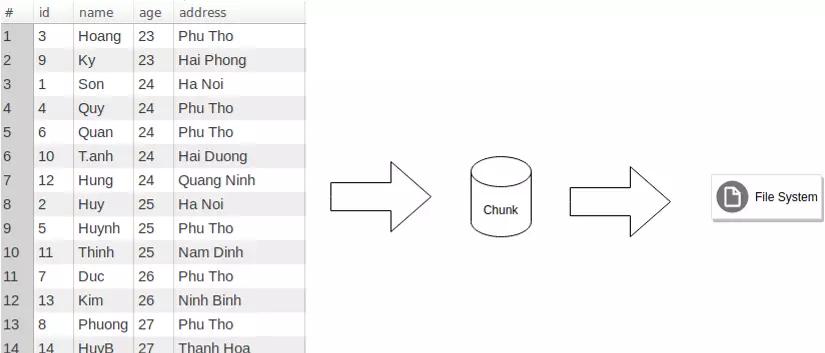 # id name age address
1 3 Hoang 23 Phu Tho
2 9 Ky 23 Hai Phong
3 1 Son 24 Ha Noi
4 4 Quy 24 Phu Tho
5 6 Quan 24 Phu Tho
6 10 T.anh 24 Hai Duong
7 12 Hung 24 Quang Ninh
8 2 Huy 25 Ha Noi
9 5 Huynh 25 Phu Tho
10 11 Thinh 25 Nam Dinh
11 7 Duc 26 Phu Tho
12 13 Kim 26 Ninh Binh
13 8 Phuong 27 Phu Tho
14 14 HuyB 27 Thanh Hoa
Chunk
File System